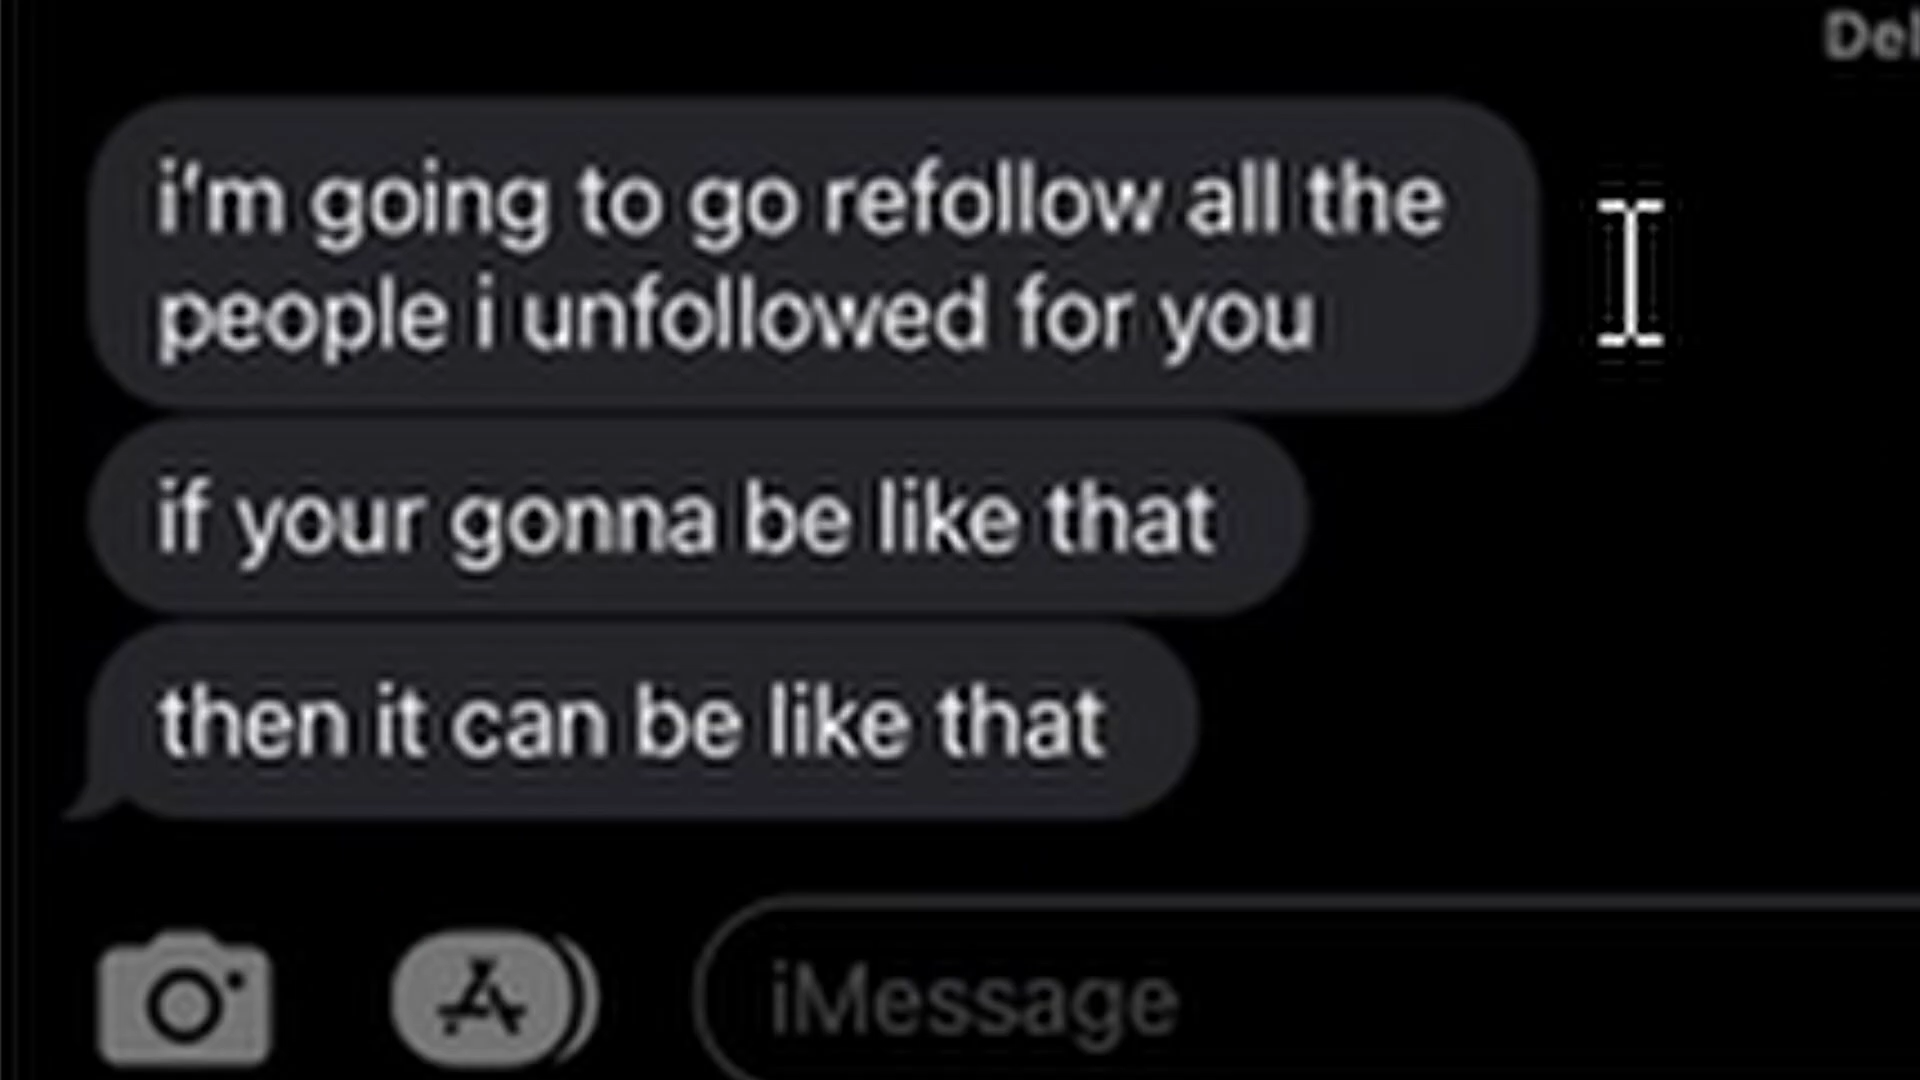 Del
i'm going to go refollow all the
people i unfollowed for you
if your gonna be like that
then it can be like that
iMessage